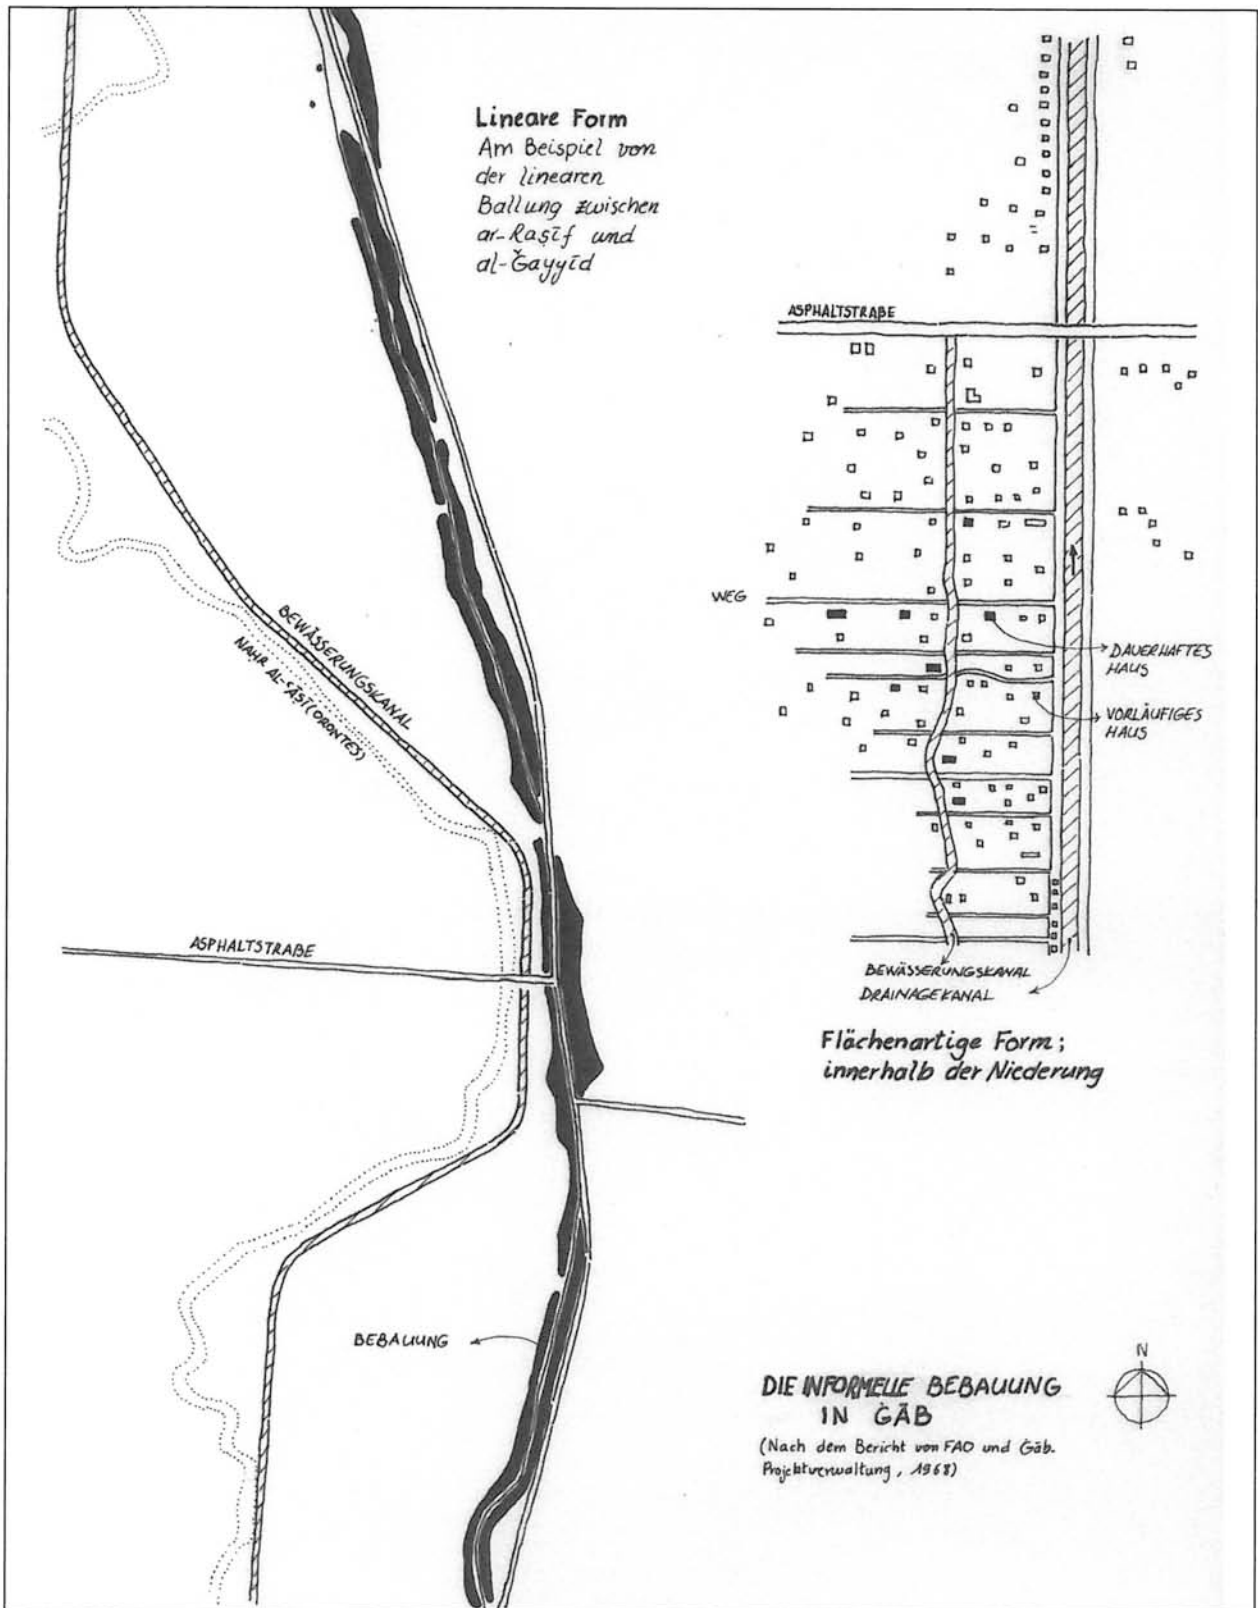 Lineare Form
Am Beispiel von
der linearen
Ballung zwischen
ar-Raṣīf und
al-Ǧayyid
BEWÄSSERUNGSKANAL
NAHR AL-ʿĀṢĪ (ORONTES)
ASPHALTSTRAßE
BEBAUUNG
ASPHALTSTRAßE
WEG
DAUERHAFTES
HAUS
VORLÄUFIGES
HAUS
BEWÄSSERUNGSKANAL
DRAINAGEKANAL
Flächenartige Form;
innerhalb der Niederung
N
DIE INFORMELLE BEBAUUNG
IN ĠĀB
(Nach dem Bericht von FAO und Ġāb-
Projektverwaltung, 1968)